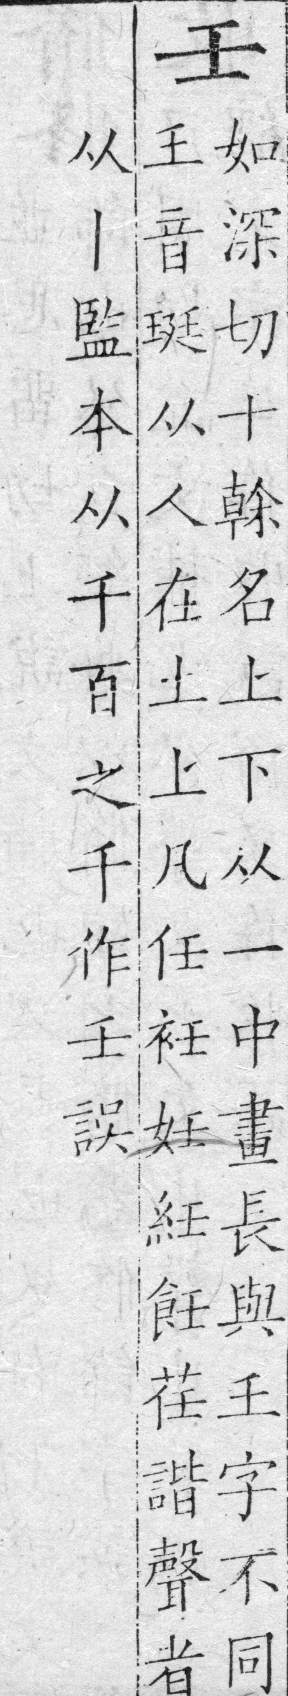 壬
如深切十榦名上下从一中畫長與𡈼字不同
𡈼音珽从人在土上凡任衽妊紝飪荏諧聲者
从丨監本从千百之千作壬誤